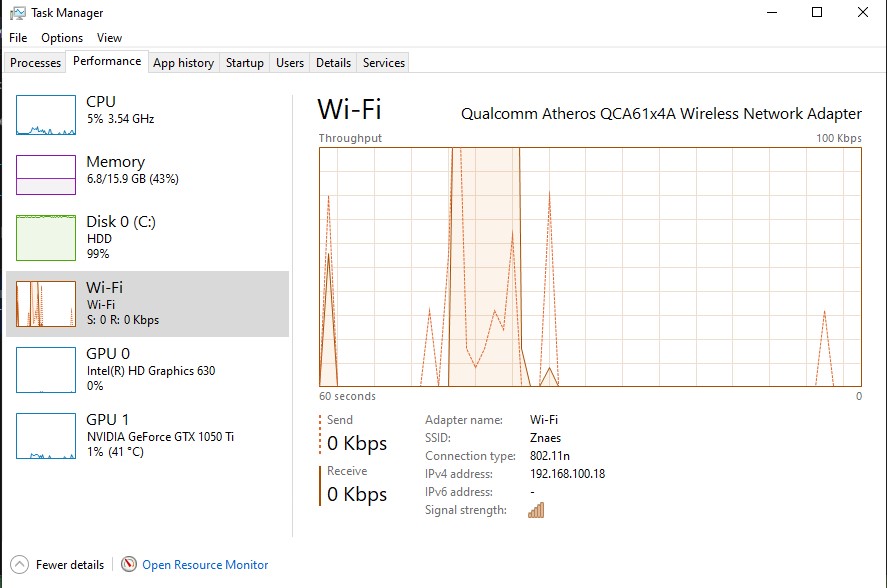 Task Manager
File Options View
Processes Performance App history Startup Users Details Services
CPU
5% 3.54 GHz
Memory
6.8/15.9 GB (43%)
Disk 0 (C:)
HDD
99%
Wi-Fi
Wi-Fi
S: 0 R: 0 Kbps
GPU 0
Intel(R) HD Graphics 630
0%
GPU 1
NVIDIA GeForce GTX 1050 Ti
1% (41 °C)
Wi-Fi Qualcomm Atheros QCA61x4A Wireless Network Adapter
Throughput 100 Kbps
60 seconds 0
Send
0 Kbps
Receive
0 Kbps
Adapter name: Wi-Fi
SSID: Znaes
Connection type: 802.11n
IPv4 address: 192.168.100.18
IPv6 address: -
Signal strength:
Fewer details Open Resource Monitor